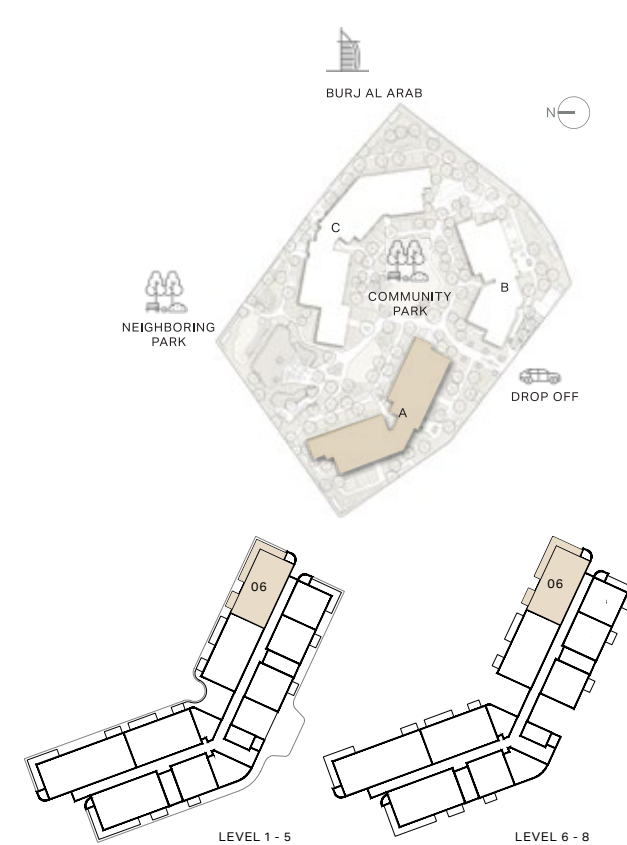 BURJ AL ARAB
N
C
COMMUNITY
PARK
B
NEIGHBORING
PARK
DROP OFF
A
06
06
LEVEL 1 - 5
LEVEL 6 - 8